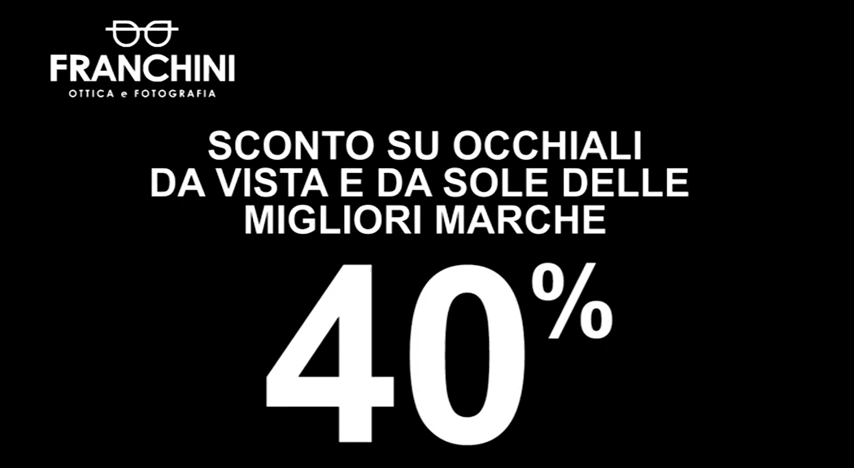 FRANCHINI
OTTICA e FOTOGRAFIA
SCONTO SU OCCHIALI
DA VISTA E DA SOLE DELLE
MIGLIORI MARCHE
40%